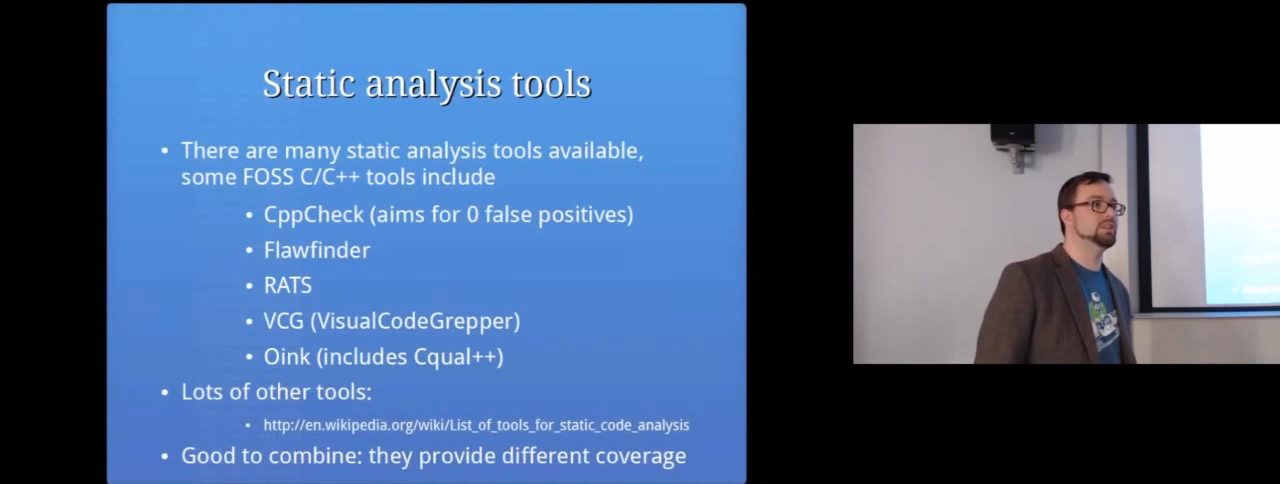 Static analysis tools
• There are many static analysis tools available,
some FOSS C/C++ tools include
• CppCheck (aims for 0 false positives)
• Flawfinder
• RATS
• VCG (VisualCodeGrepper)
• Oink (includes Cqual++)
• Lots of other tools:
• http://en.wikipedia.org/wiki/List_of_tools_for_static_code_analysis
• Good to combine: they provide different coverage